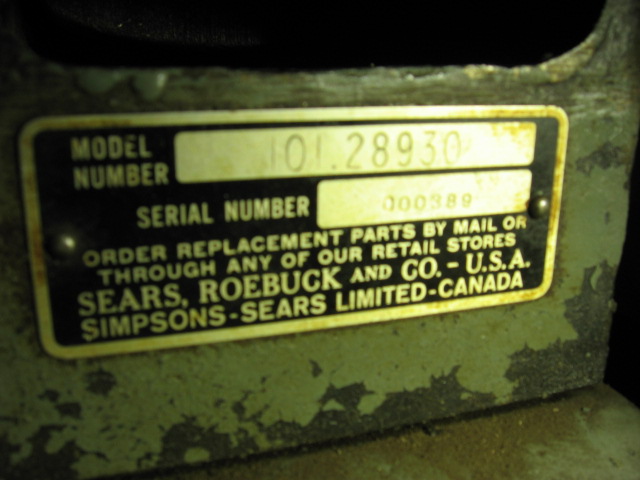 MODEL NUMBER 101.28930
SERIAL NUMBER 000389
ORDER REPLACEMENT PARTS BY MAIL OR
THROUGH ANY OF OUR RETAIL STORES
SEARS, ROEBUCK AND CO. - U.S.A.
SIMPSONS-SEARS LIMITED-CANADA